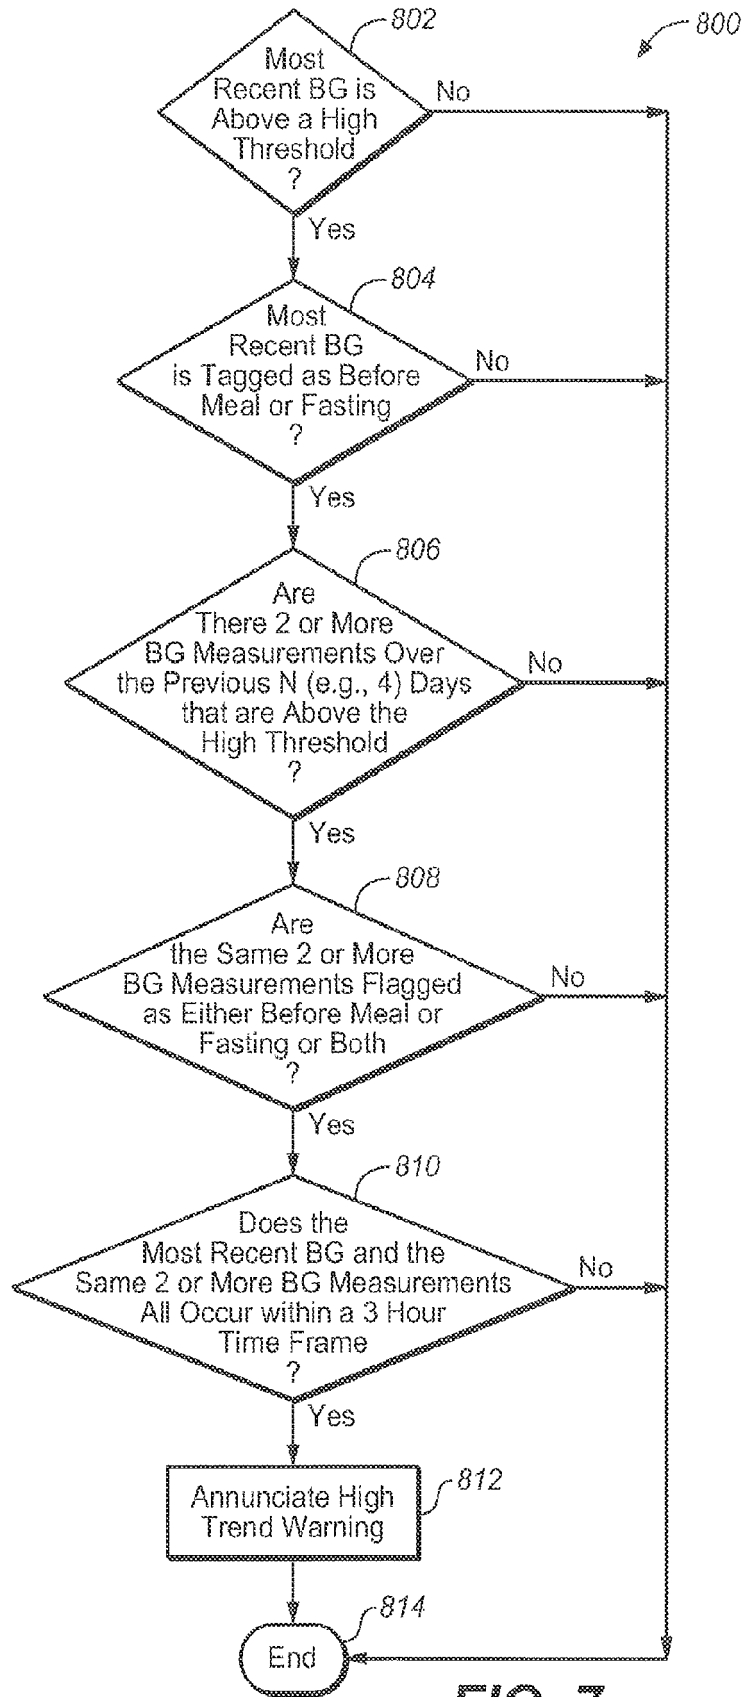 802
800
Most
Recent BG is
Above a High
Threshold
?
No
Yes
804
Most
Recent BG
is Tagged as Before
Meal or Fasting
?
No
Yes
806
Are
There 2 or More
BG Measurements Over
the Previous N (e.g., 4) Days
that are Above the
High Threshold
?
No
Yes
808
Are
the Same 2 or More
BG Measurements Flagged
as Either Before Meal or
Fasting or Both
?
No
Yes
810
Does the
Most Recent BG and the
Same 2 or More BG Measurements
All Occur within a 3 Hour
Time Frame
?
No
Yes
812
Annunciate High
Trend Warning
814
End